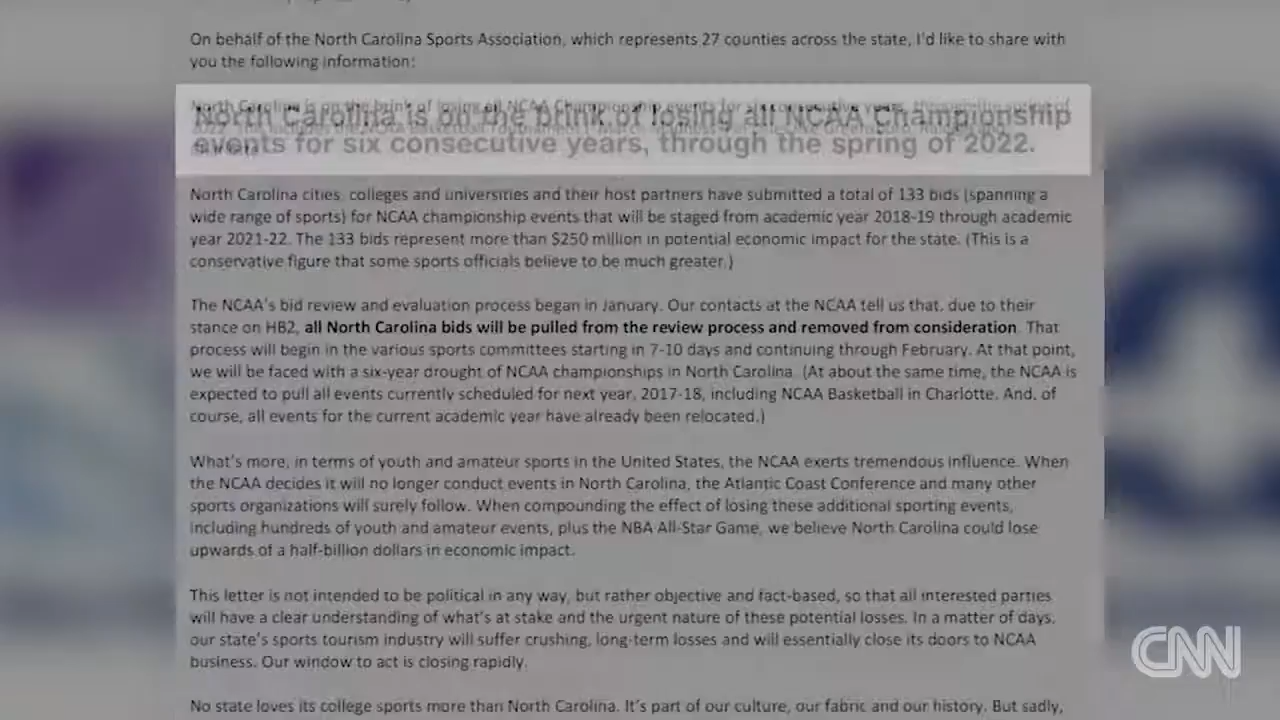 On behalf of the North Carolina Sports Association, which represents 27 counties across the state, I'd like to share with
you the following information:
North Carolina is on the brink of losing all NCAA Championship
events for six consecutive years, through the spring of 2022.
North Carolina cities, colleges and universities and their host partners have submitted a total of 133 bids (spanning a
wide range of sports) for NCAA championship events that will be staged from academic year 2018-19 through academic
year 2021-22. The 133 bids represent more than $250 million in potential economic impact for the state. (This is a
conservative figure that some sports officials believe to be much greater.)
The NCAA's bid review and evaluation process began in January. Our contacts at the NCAA tell us that, due to their
stance on HB2, all North Carolina bids will be pulled from the review process and removed from consideration. That
process will begin in the various sports committees starting in 7-10 days and continuing through February. At that point,
we will be faced with a six-year drought of NCAA championships in North Carolina. (At about the same time, the NCAA is
expected to pull all events currently scheduled for next year, 2017-18, including NCAA Basketball in Charlotte. And, of
course, all events for the current academic year have already been relocated.)
What's more, in terms of youth and amateur sports in the United States, the NCAA exerts tremendous influence. When
the NCAA decides it will no longer conduct events in North Carolina, the Atlantic Coast Conference and many other
sports organizations will surely follow. When compounding the effect of losing these additional sporting events,
including hundreds of youth and amateur events, plus the NBA All-Star Game, we believe North Carolina could lose
upwards of a half-billion dollars in economic impact.
This letter is not intended to be political in any way, but rather objective and fact-based, so that all interested parties
will have a clear understanding of what's at stake and the urgent nature of these potential losses. In a matter of days,
our state's sports tourism industry will suffer crushing, long-term losses and will essentially close its doors to NCAA
business. Our window to act is closing rapidly.
No state loves its college sports more than North Carolina. It's part of our culture, our fabric and our history. But sadly,
CNN